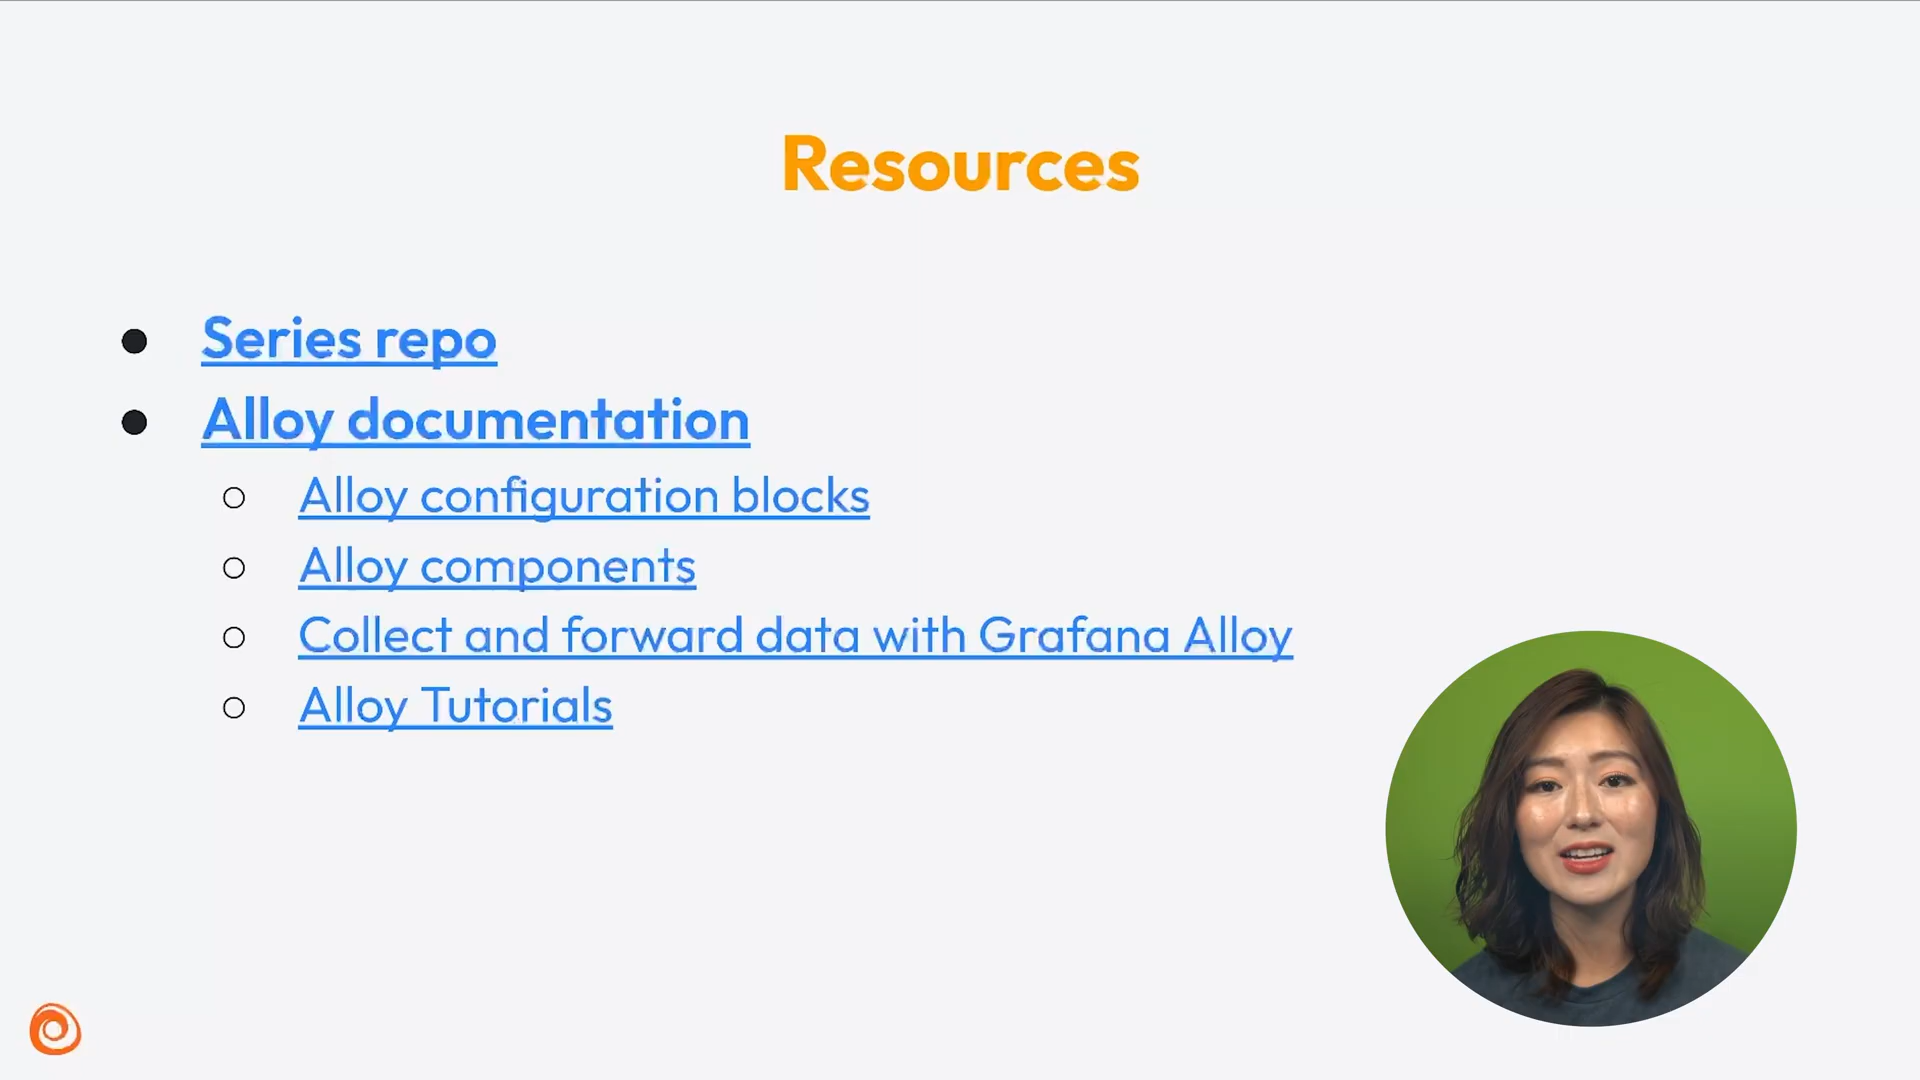 Resources
Series repo
Alloy documentation
Alloy configuration blocks
Alloy components
Collect and forward data with Grafana Alloy
Alloy Tutorials